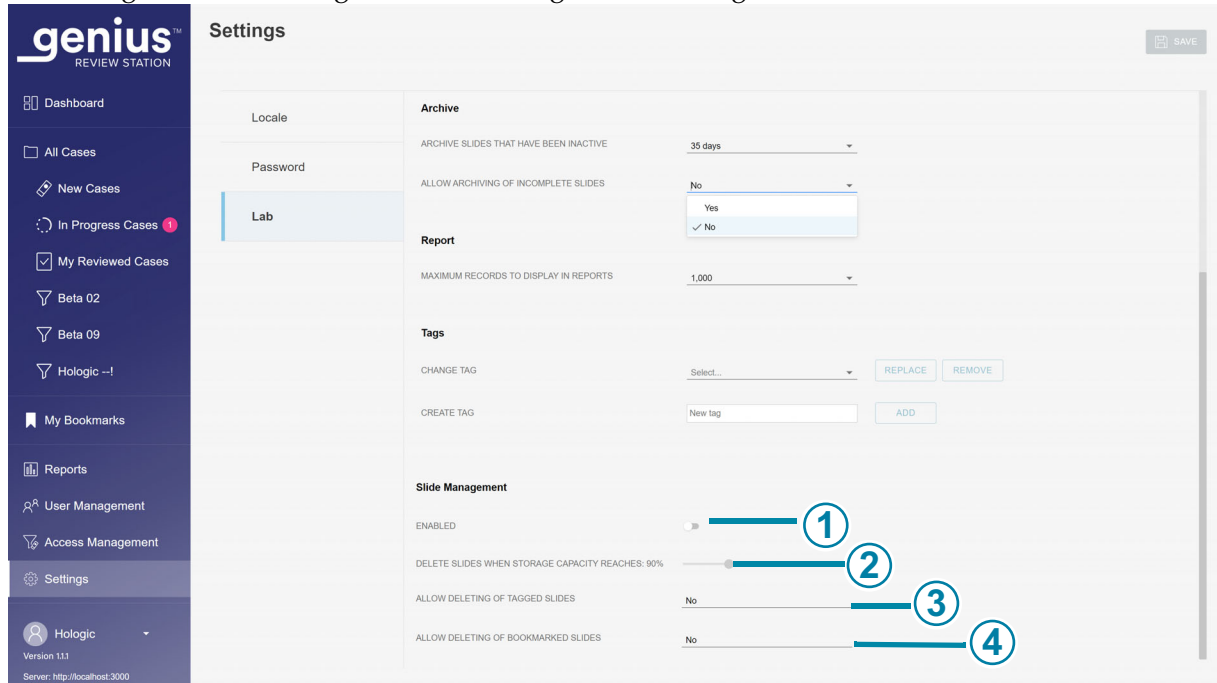 genius™
REVIEW STATION
Settings
SAVE
Dashboard
All Cases
New Cases
In Progress Cases 1
My Reviewed Cases
Beta 02
Beta 09
Hologic --!
My Bookmarks
Reports
User Management
Access Management
Settings
Hologic
Version 1.1.1
Server: http://localhost:3000
Locale
Password
Lab
Archive
ARCHIVE SLIDES THAT HAVE BEEN INACTIVE 35 days
ALLOW ARCHIVING OF INCOMPLETE SLIDES No
Yes
No
Report
MAXIMUM RECORDS TO DISPLAY IN REPORTS 1,000
Tags
CHANGE TAG Select... REPLACE REMOVE
CREATE TAG New tag ADD
Slide Management
ENABLED 1
DELETE SLIDES WHEN STORAGE CAPACITY REACHES: 90% 2
ALLOW DELETING OF TAGGED SLIDES No 3
ALLOW DELETING OF BOOKMARKED SLIDES No 4